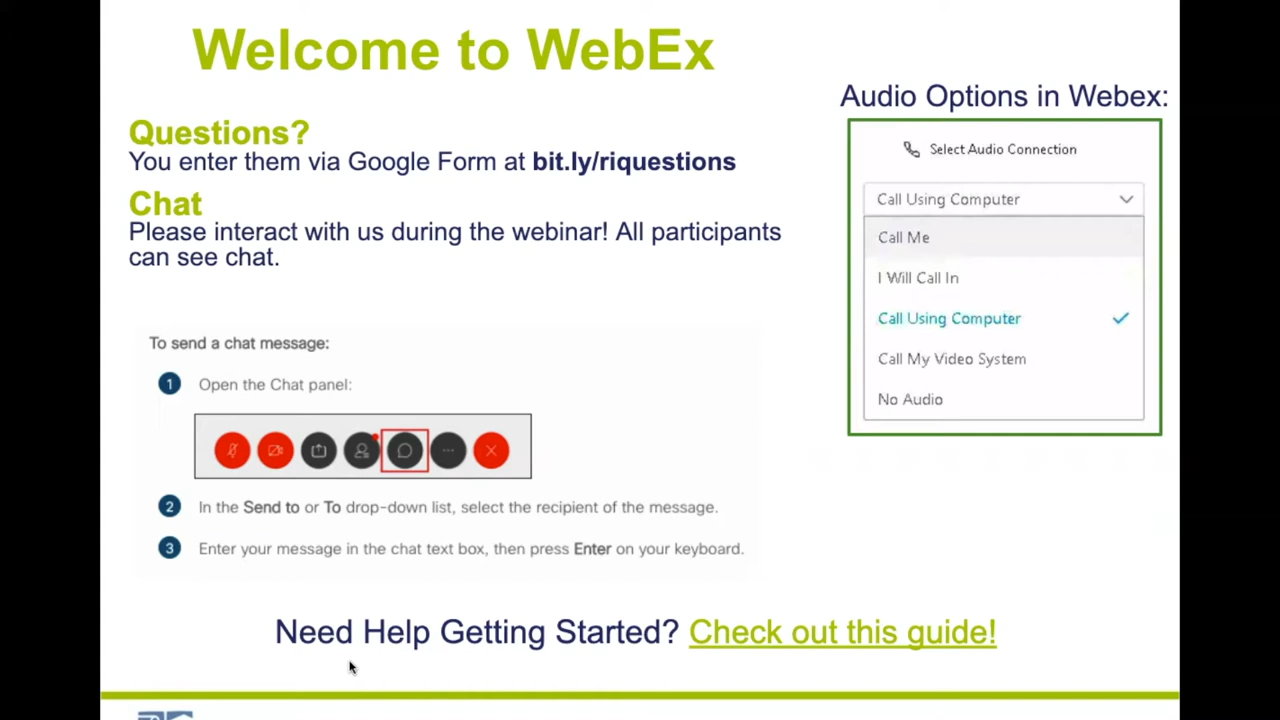 Welcome to WebEx
Questions?
You enter them via Google Form at bit.ly/riquestions
Chat
Please interact with us during the webinar! All participants
can see chat.
To send a chat message:
1 Open the Chat panel:
2 In the Send to or To drop-down list, select the recipient of the message.
3 Enter your message in the chat text box, then press Enter on your keyboard.
Audio Options in Webex:
Select Audio Connection
Call Using Computer
Call Me
I Will Call In
Call Using Computer
Call My Video System
No Audio
Need Help Getting Started? Check out this guide!